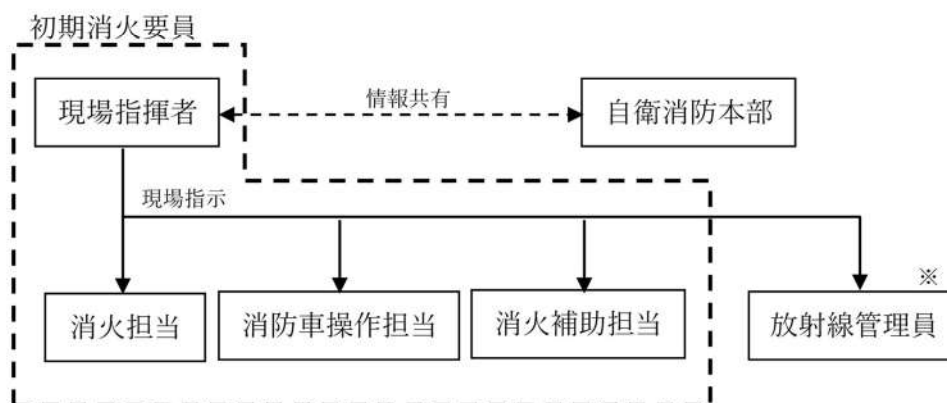 初期消火要員
現場指揮者
情報共有
自衛消防本部
現場指示
※
消火担当
消防車操作担当
消火補助担当
放射線管理員